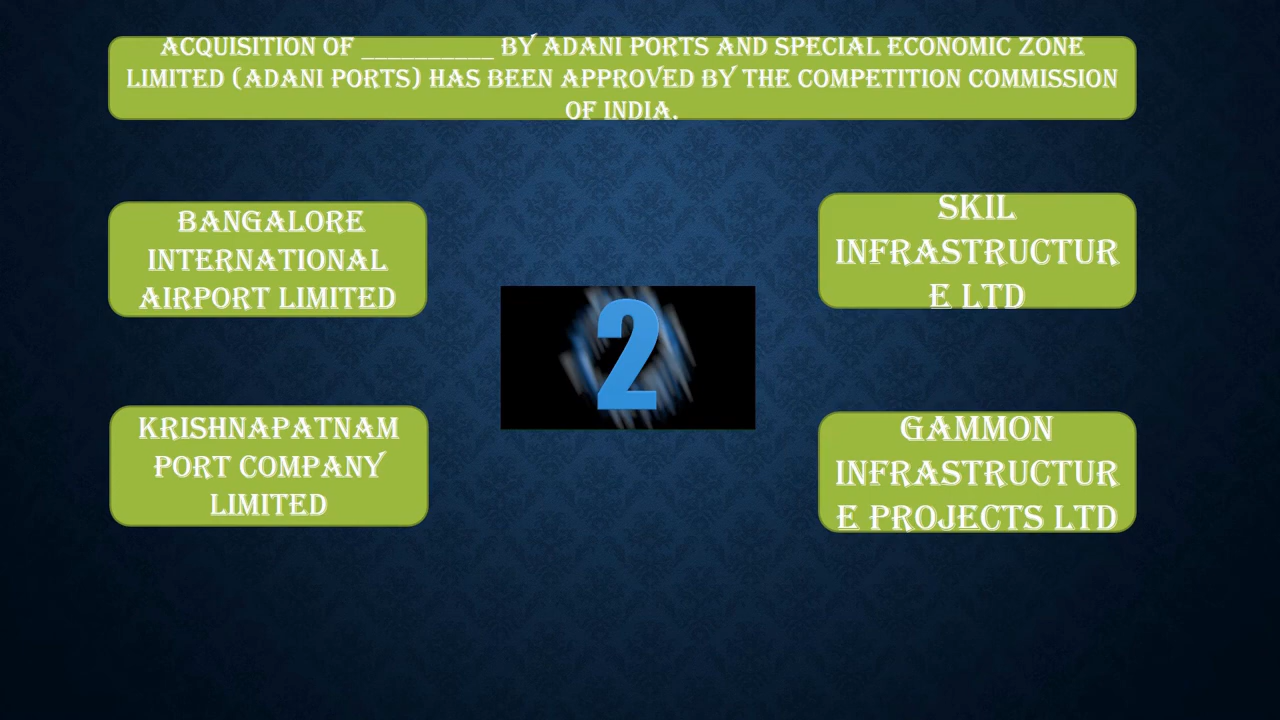 ACQUISITION OF __________ BY ADANI PORTS AND SPECIAL ECONOMIC ZONE
LIMITED (ADANI PORTS) HAS BEEN APPROVED BY THE COMPETITION COMMISSION
OF INDIA.
BANGALORE
INTERNATIONAL
AIRPORT LIMITED
SKIL
INFRASTRUCTUR
E LTD
2
KRISHNAPATNAM
PORT COMPANY
LIMITED
GAMMON
INFRASTRUCTUR
E PROJECTS LTD